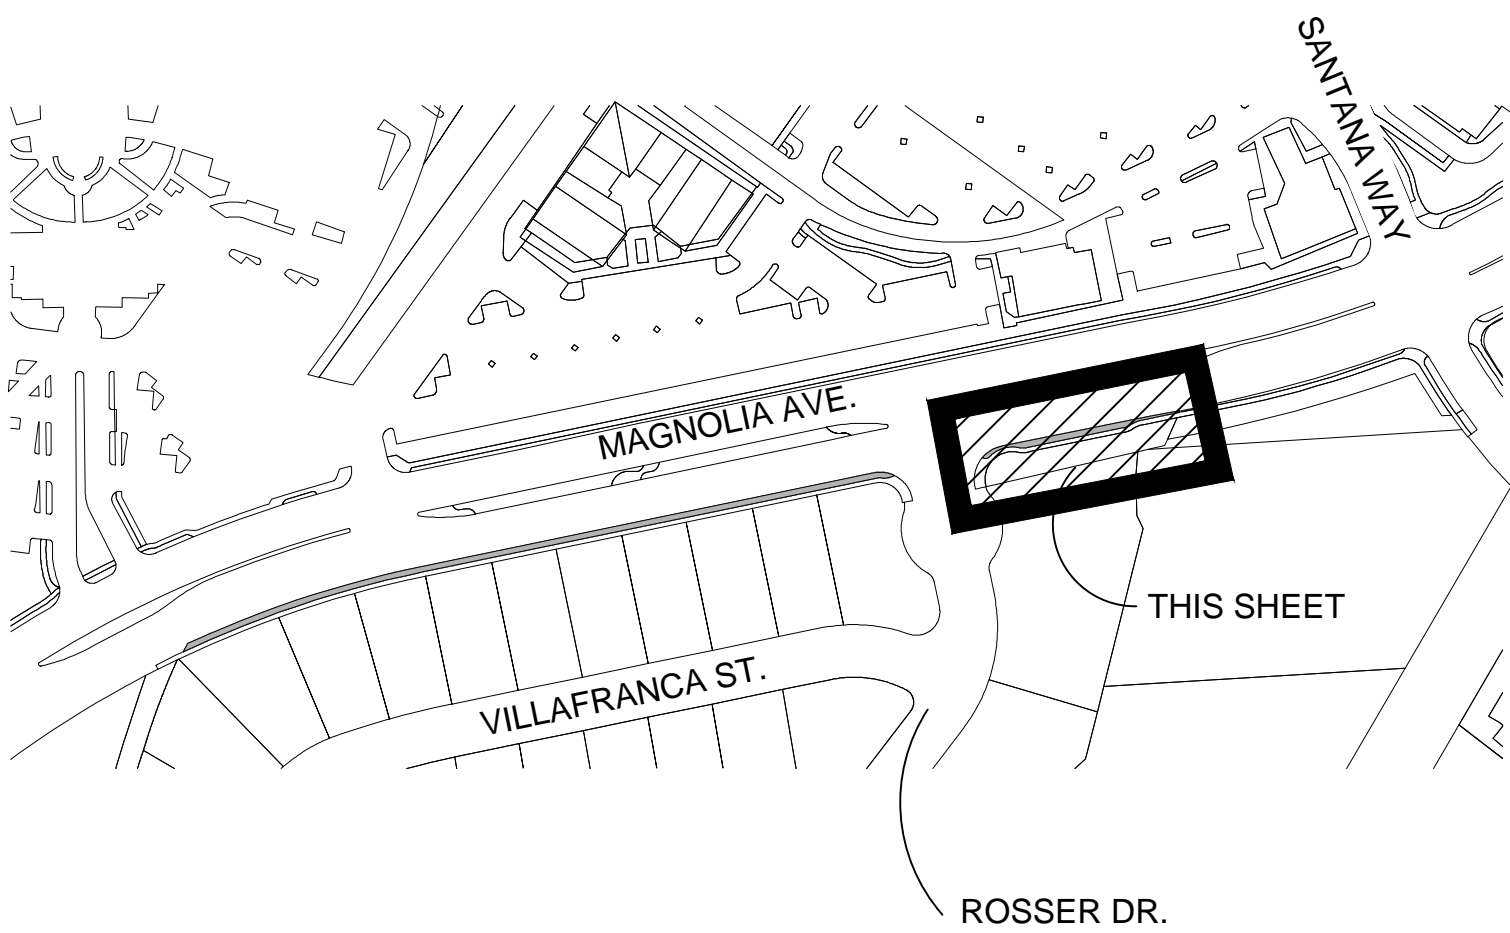 SANTANA WAY
MAGNOLIA AVE.
THIS SHEET
VILLAFRANCA ST.
ROSSER DR.